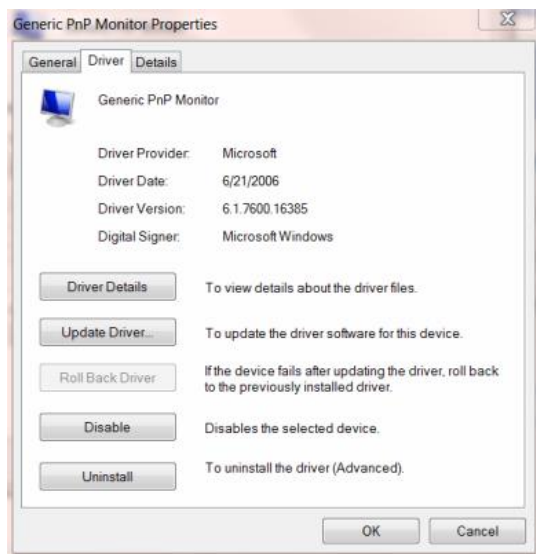 Generic PnP Monitor Properties
General Driver Details
Generic PnP Monitor
Driver Provider: Microsoft
Driver Date: 6/21/2006
Driver Version: 6.1.7600.16385
Digital Signer: Microsoft Windows
Driver Details To view details about the driver files.
Update Driver... To update the driver software for this device.
Roll Back Driver If the device fails after updating the driver, roll back
to the previously installed driver.
Disable Disables the selected device.
Uninstall To uninstall the driver (Advanced).
OK Cancel